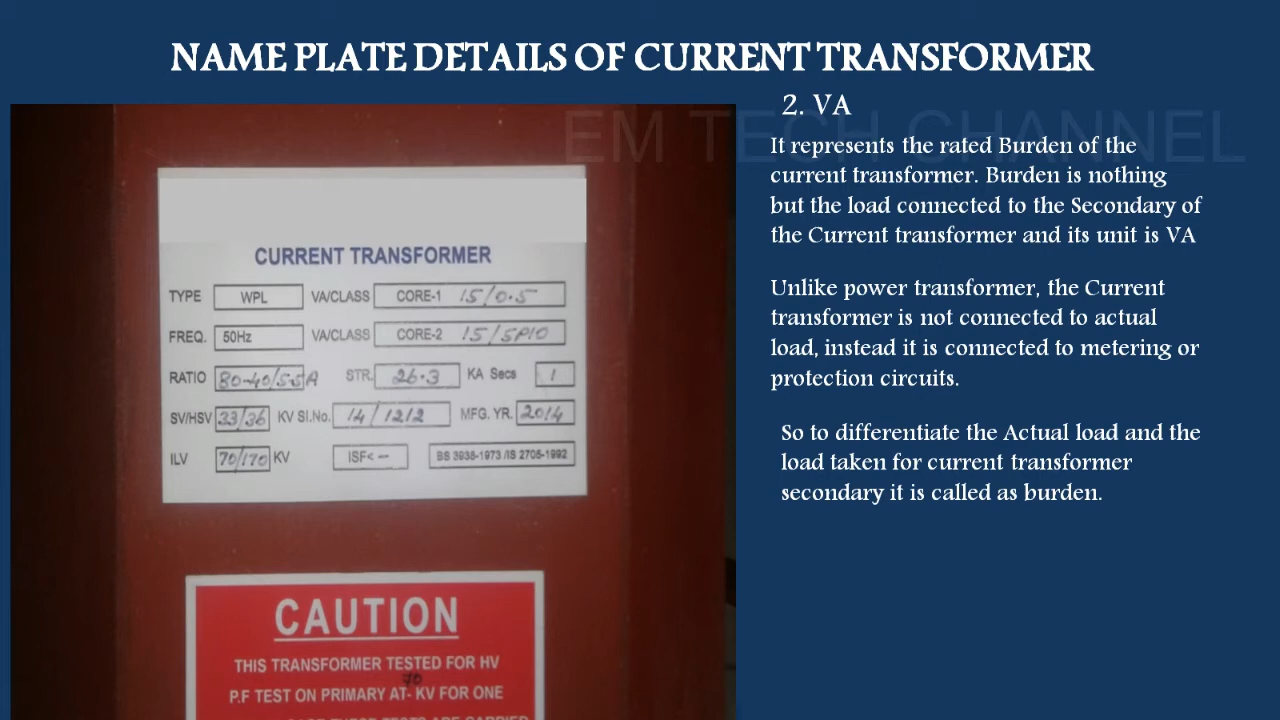 NAME PLATE DETAILS OF CURRENT TRANSFORMER
EM TECH CHANNEL
2. VA
It represents the rated Burden of the
current transformer. Burden is nothing
but the load connected to the Secondary of
the Current transformer and its unit is VA
Unlike power transformer, the Current
transformer is not connected to actual
load, instead it is connected to metering or
protection circuits.
So to differentiate the Actual load and the
load taken for current transformer
secondary it is called as burden.
CURRENT TRANSFORMER
TYPE WPL VA/CLASS CORE-1 15/0.5
FREQ. 50Hz VA/CLASS CORE-2 15/5P10
RATIO 80-40/5-5A STR. 26.3 KA Secs 1
SV/HSV 33/36 KV Sl.No. 14/1212 MFG. YR. 2014
ILV 70/170 KV ISF< - BS 3938-1973 /IS 2705-1992
CAUTION
THIS TRANSFORMER TESTED FOR HV
70
P.F TEST ON PRIMARY AT- KV FOR ONE
THESE TESTS ARE CARRIED